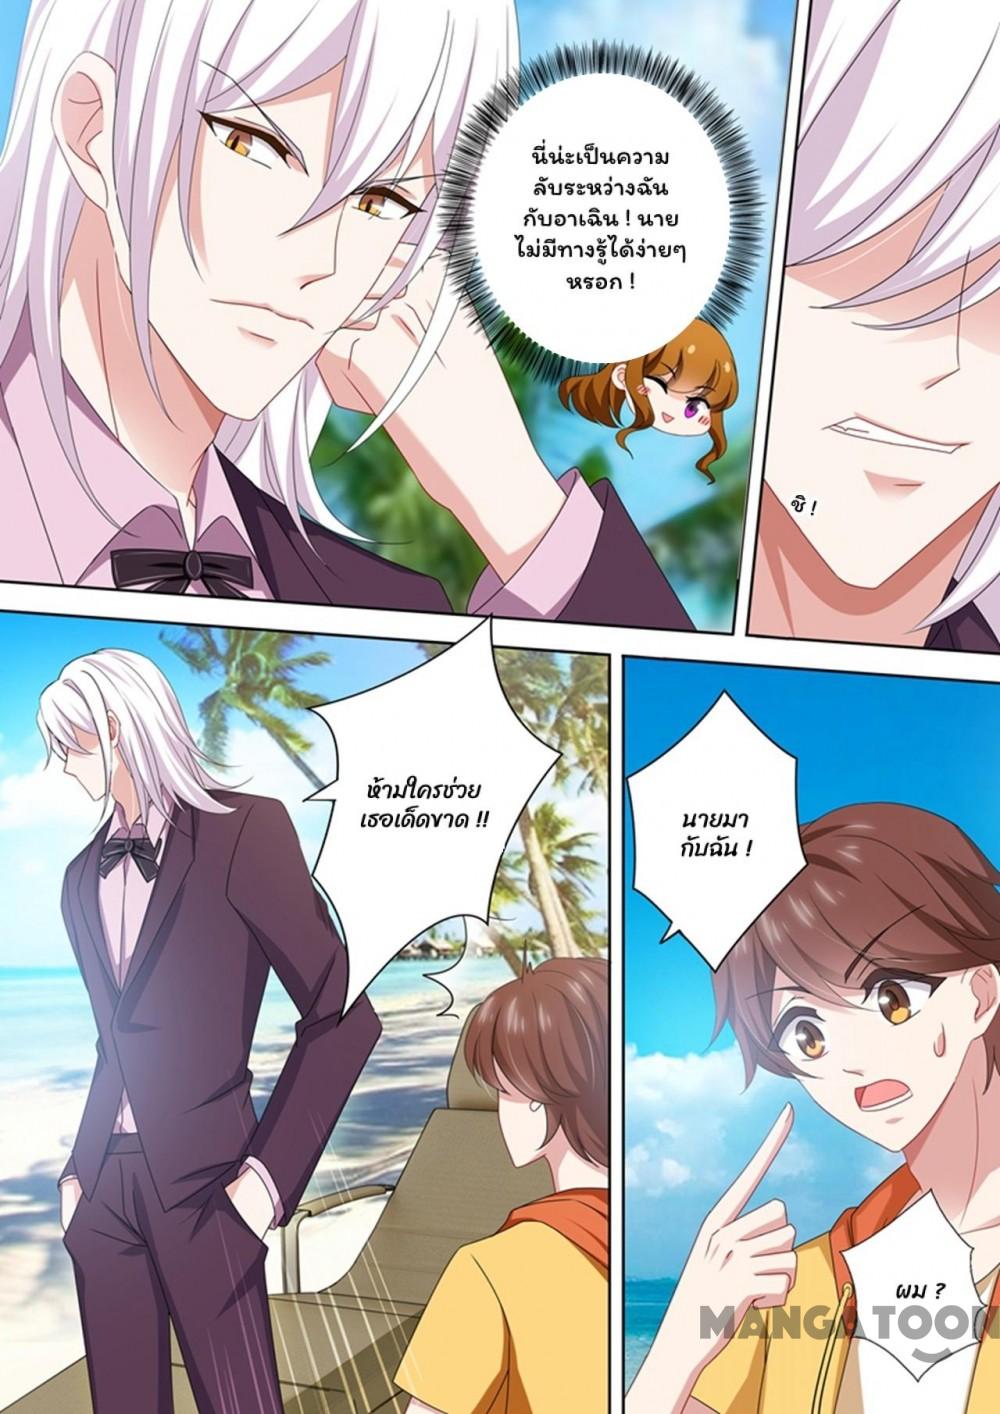 นี่น่ะเป็นความ
ลับระหว่างฉัน
กับอาเฉิน ! นาย
ไม่มีทางรู้ได้ง่ายๆ
หรอก !
ชิ !
ห้ามใครช่วย
เธอเด็ดขาด !!
นายมา
กับฉัน !
ผม ?
MANGATOON